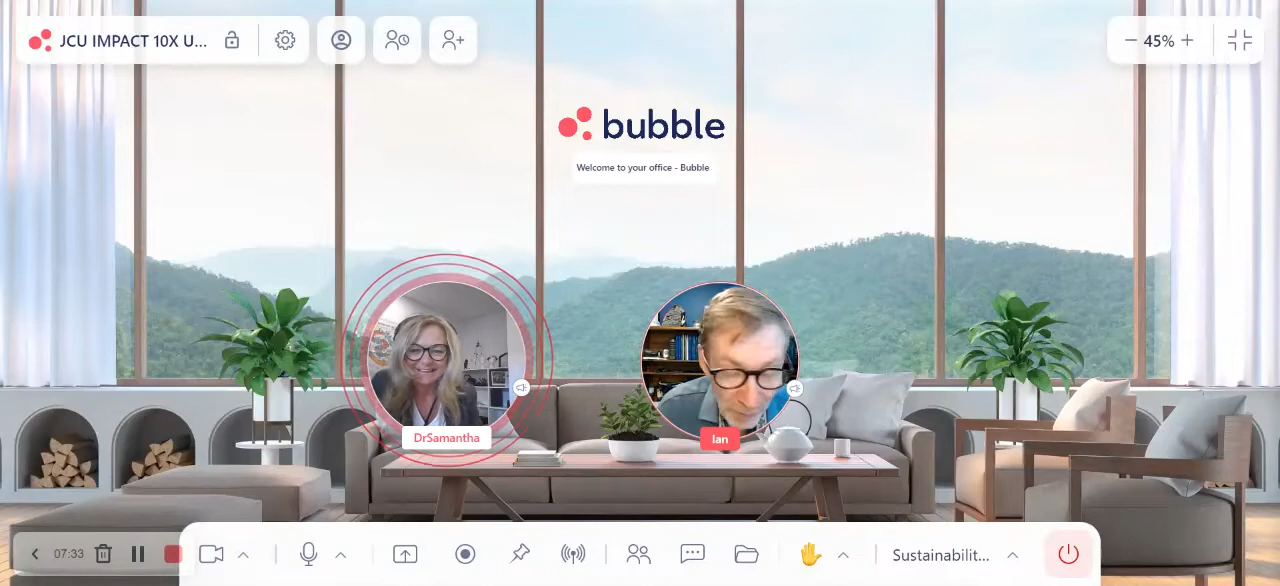 JCU IMPACT 10X U...
45%
bubble
Welcome to your office - Bubble
DrSamantha
Ian
07:33
Sustainabilit...